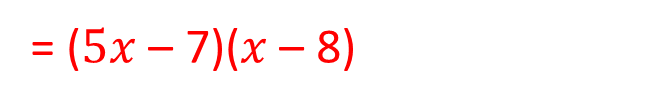 = (5x – 7)(x – 8)